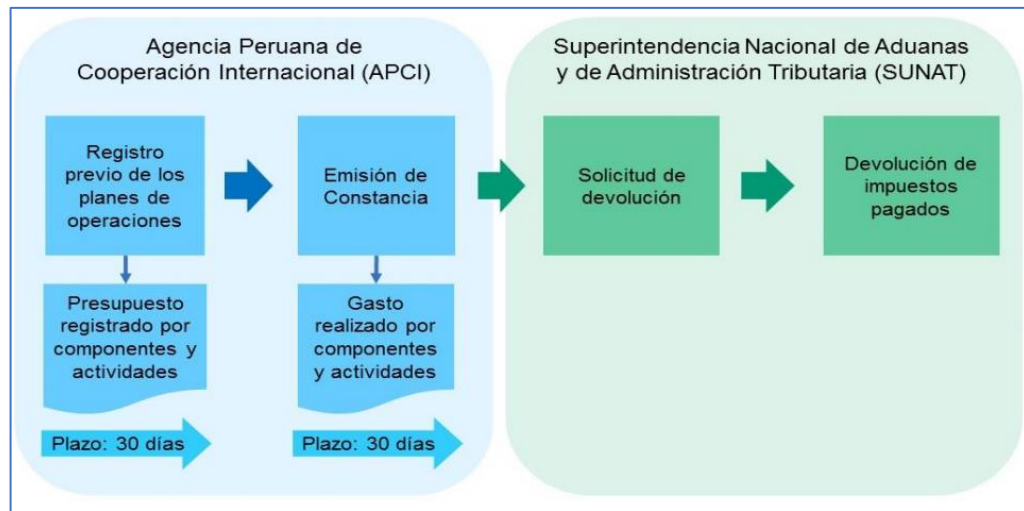 Agencia Peruana de
Cooperación Internacional (APCI)
Superintendencia Nacional de Aduanas
y de Administración Tributaria (SUNAT)
Registro
previo de los
planes de
operaciones
Emisión de
Constancia
Solicitud de
devolución
Devolución de
impuestos
pagados
Presupuesto
registrado por
componentes y
actividades
Gasto
realizado por
componentes
y actividades
Plazo: 30 días
Plazo: 30 días